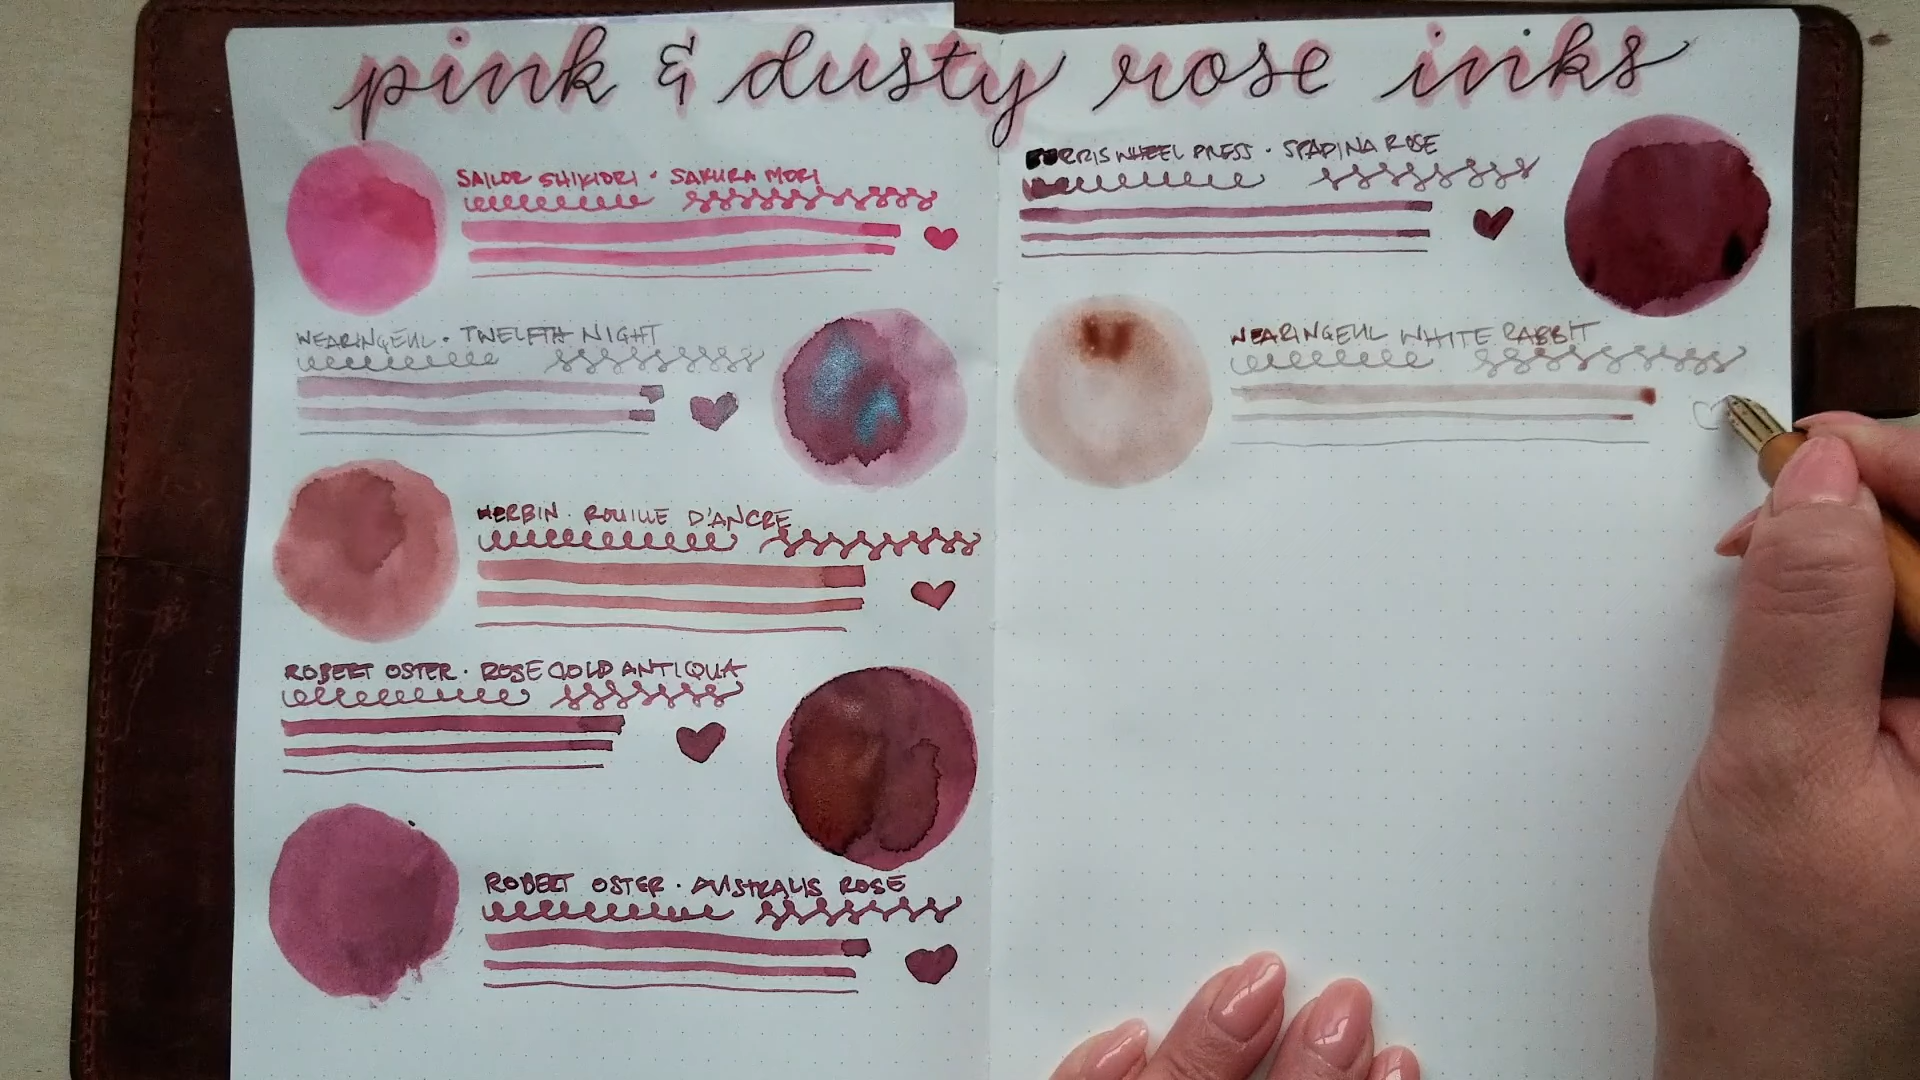 pink & dusty rose inks
SAILOR SHIKIORI · SAKURA MORI
WEARINGEUL · TWELFTH NIGHT
HERBIN · ROUILLE D'ANCRE
ROBERT OSTER · ROSE GOLD ANTIQUA
ROBERT OSTER · AUSTRALIS ROSE
FERRIS WHEEL PRESS · SPADINA ROSE
WEARINGEUL WHITE RABBIT